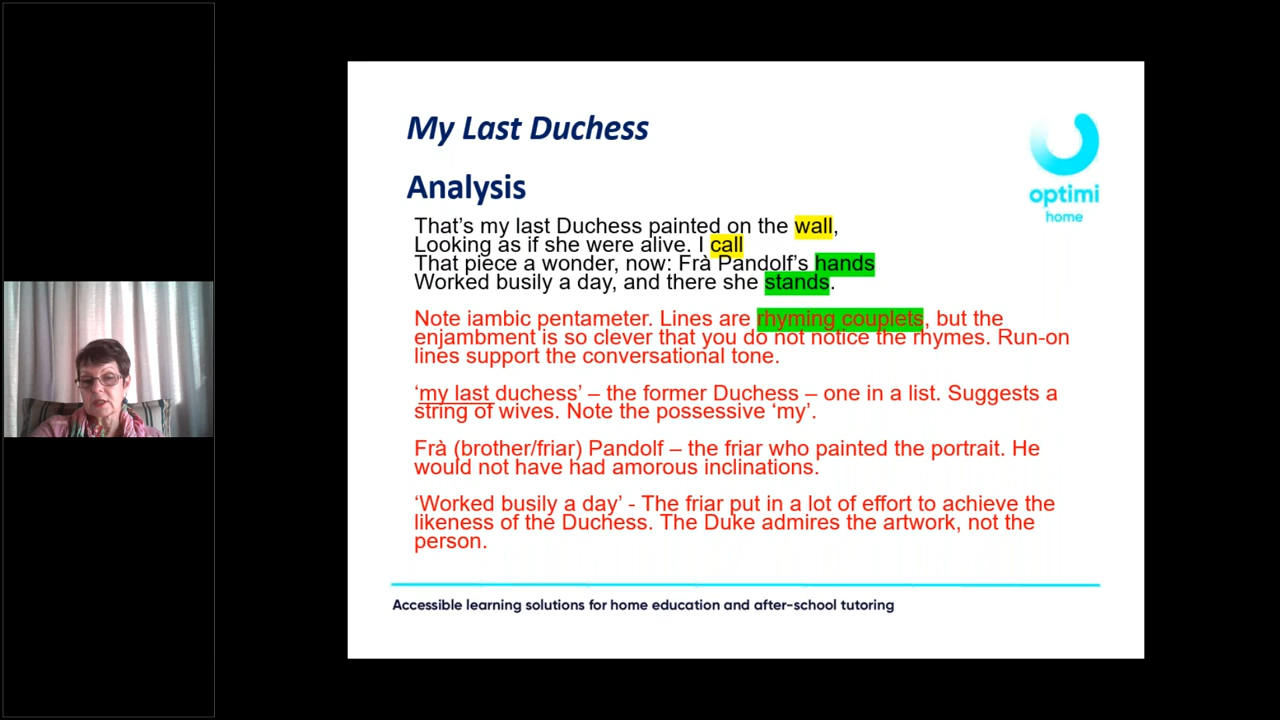 My Last Duchess
optimi
home
Analysis
That's my last Duchess painted on the wall,
Looking as if she were alive. I call
That piece a wonder, now: Frà Pandolf's hands
Worked busily a day, and there she stands.
Note iambic pentameter. Lines are rhyming couplets, but the
enjambment is so clever that you do not notice the rhymes. Run-on
lines support the conversational tone.
‘my last duchess’ – the former Duchess – one in a list. Suggests a
string of wives. Note the possessive ‘my’.
Frà (brother/friar) Pandolf – the friar who painted the portrait. He
would not have had amorous inclinations.
‘Worked busily a day’ - The friar put in a lot of effort to achieve the
likeness of the Duchess. The Duke admires the artwork, not the
person.
Accessible learning solutions for home education and after-school tutoring